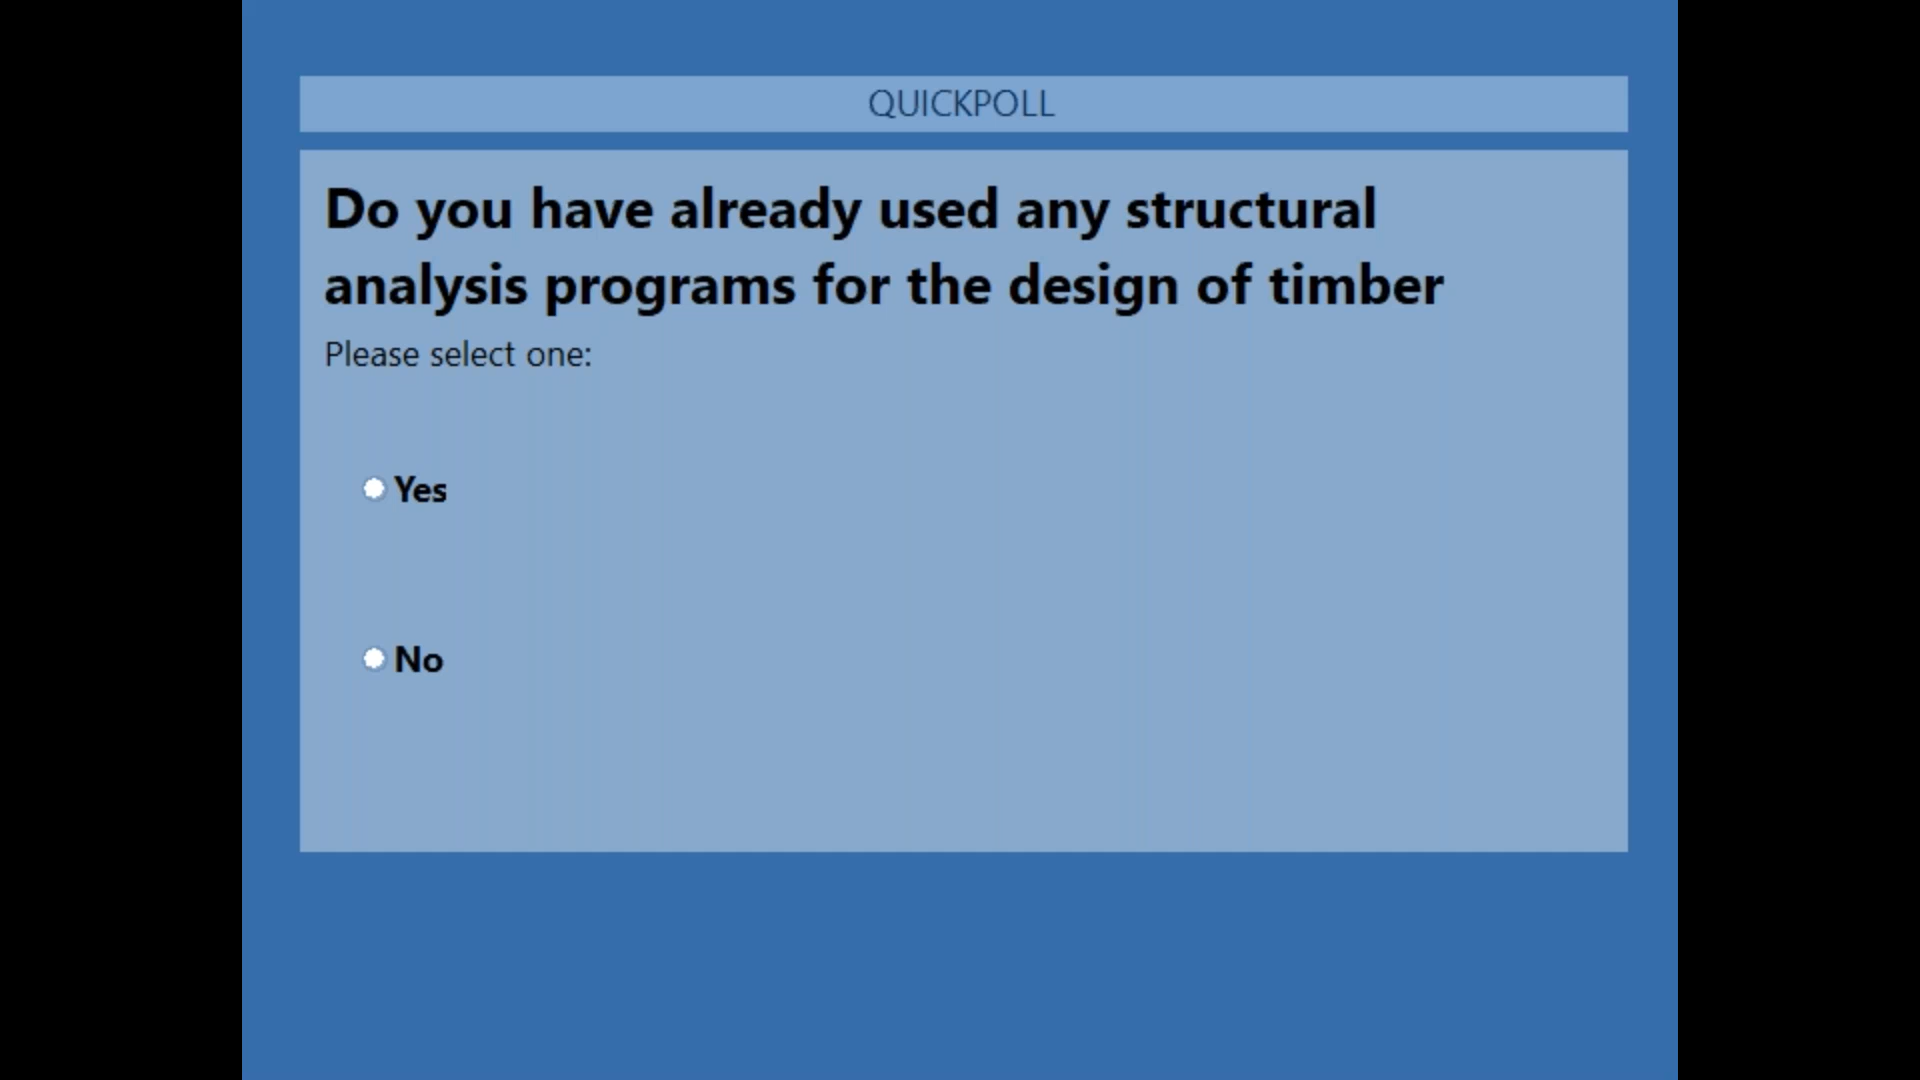 QUICKPOLL
Do you have already used any structural
analysis programs for the design of timber
Please select one:
Yes
No